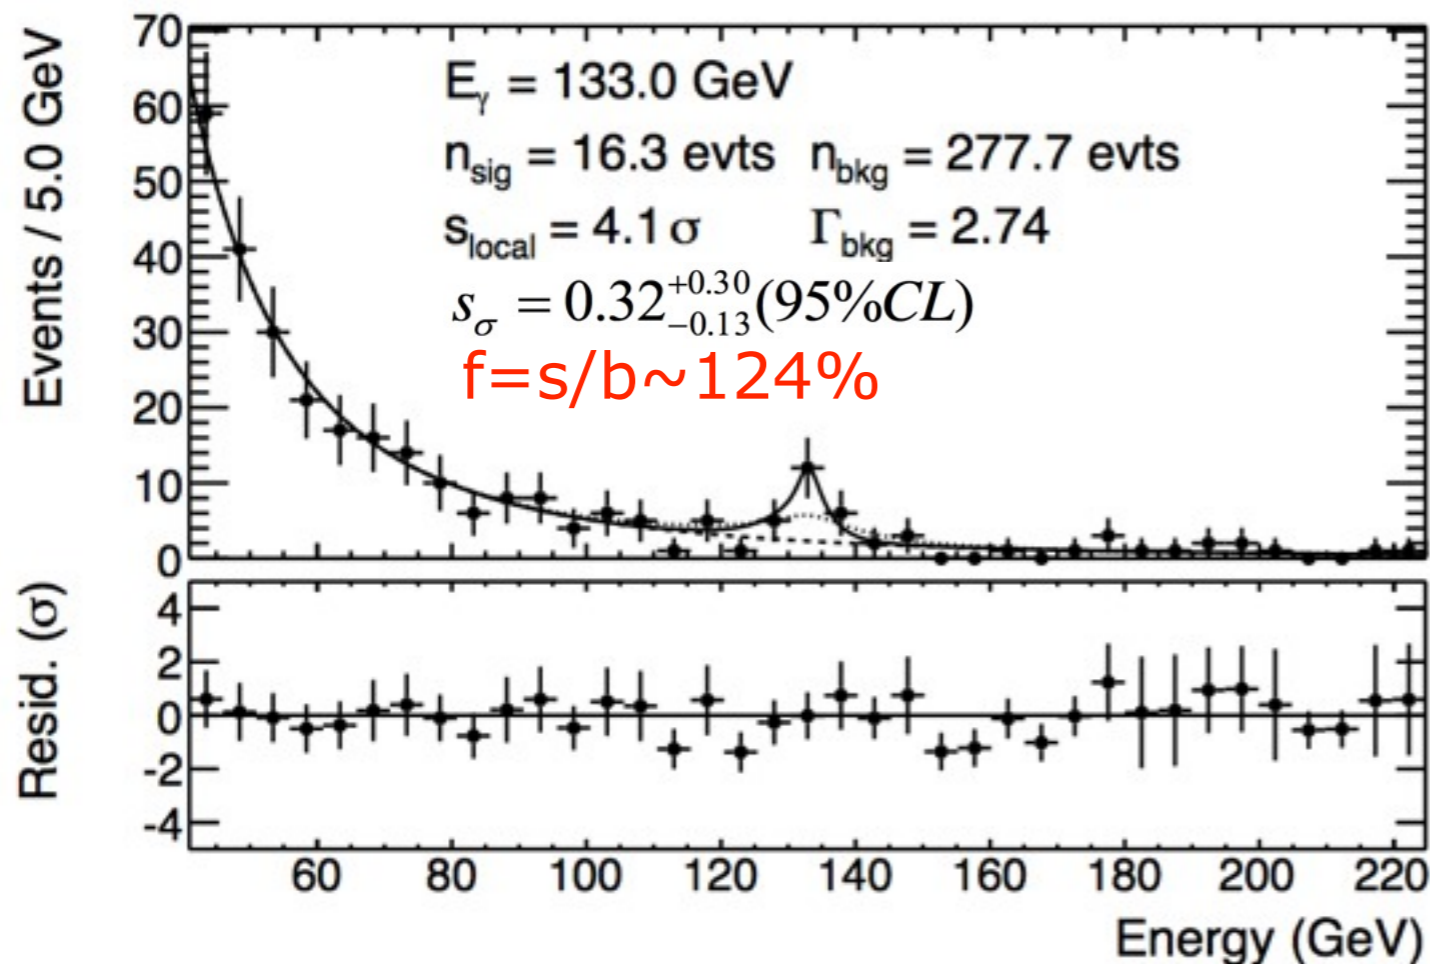 Events / 5.0 GeV
70
60
50
40
30
20
10
0
E_γ = 133.0 GeV
n_sig = 16.3 evts n_bkg = 277.7 evts
s_local = 4.1 σ Γ_bkg = 2.74
s_σ = 0.32^{+0.30}_{-0.13}(95%CL)
f=s/b~124%
Resid. (σ)
4
2
0
-2
-4
60 80 100 120 140 160 180 200 220
Energy (GeV)